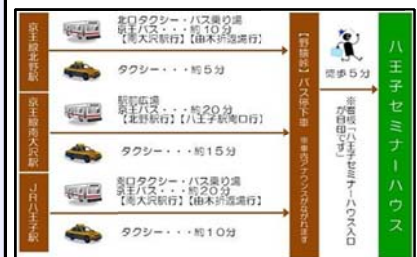 京王線北野駅
北口タクシー・バス乗り場
京王バス・・・約10分
【南大沢駅行】【由木折返場行】
タクシー・・・約5分
京王線南大沢駅
駅前広場
京王バス・・・約20分
【北野駅行】【八王子駅南口行】
タクシー・・・約15分
JR八王子駅
南口タクシー・バス乗り場
京王バス・・・約20分
【南大沢駅行】【由木折返場行】
タクシー・・・約10分
【野猿峠】バス停下車
※車内アナウンスがながれます
徒歩5分
※看板「八王子セミナーハウス入口
が目印です」
八王子セミナーハウス